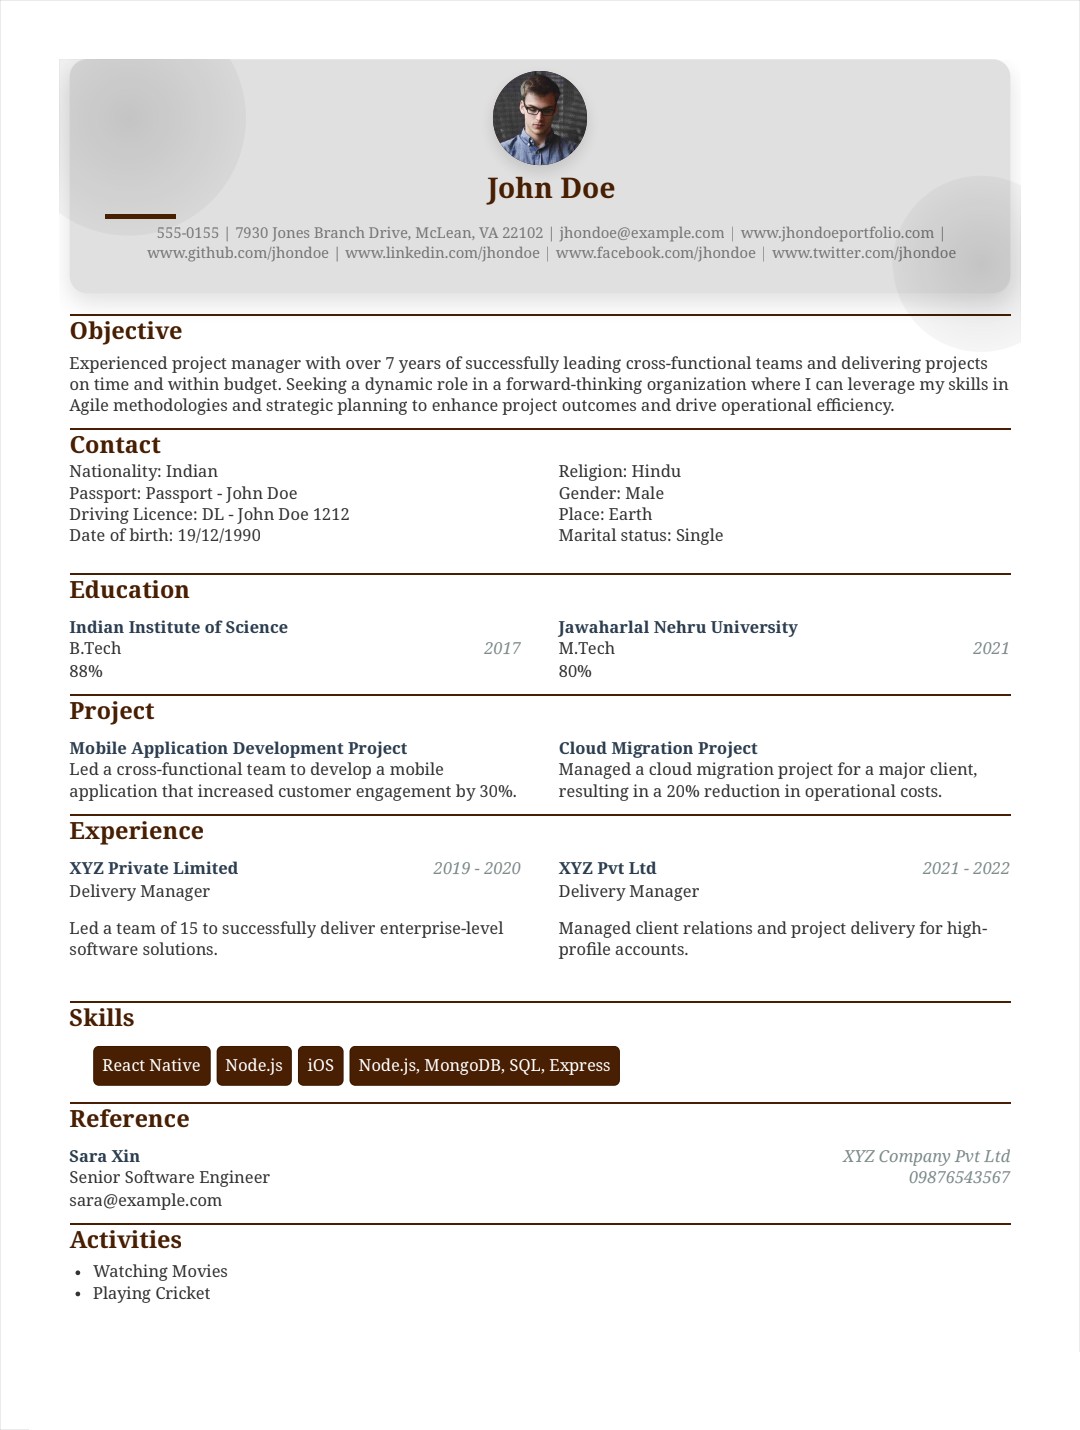 John Doe
555-0155 | 7930 Jones Branch Drive, McLean, VA 22102 | jhondoe@example.com | www.jhondoeportfolio.com |
www.github.com/jhondoe | www.linkedin.com/jhondoe | www.facebook.com/jhondoe | www.twitter.com/jhondoe
Objective
Experienced project manager with over 7 years of successfully leading cross-functional teams and delivering projects
on time and within budget. Seeking a dynamic role in a forward-thinking organization where I can leverage my skills in
Agile methodologies and strategic planning to enhance project outcomes and drive operational efficiency.
Contact
Nationality: Indian
Passport: Passport - John Doe
Driving Licence: DL - John Doe 1212
Date of birth: 19/12/1990
Religion: Hindu
Gender: Male
Place: Earth
Marital status: Single
Education
Indian Institute of Science
B.Tech 2017
88%
Jawaharlal Nehru University
M.Tech 2021
80%
Project
Mobile Application Development Project
Led a cross-functional team to develop a mobile
application that increased customer engagement by 30%.
Cloud Migration Project
Managed a cloud migration project for a major client,
resulting in a 20% reduction in operational costs.
Experience
XYZ Private Limited 2019 - 2020
Delivery Manager
Led a team of 15 to successfully deliver enterprise-level
software solutions.
XYZ Pvt Ltd 2021 - 2022
Delivery Manager
Managed client relations and project delivery for high-
profile accounts.
Skills
React Native Node.js iOS Node.js, MongoDB, SQL, Express
Reference
Sara Xin XYZ Company Pvt Ltd
Senior Software Engineer 09876543567
sara@example.com
Activities
• Watching Movies
• Playing Cricket